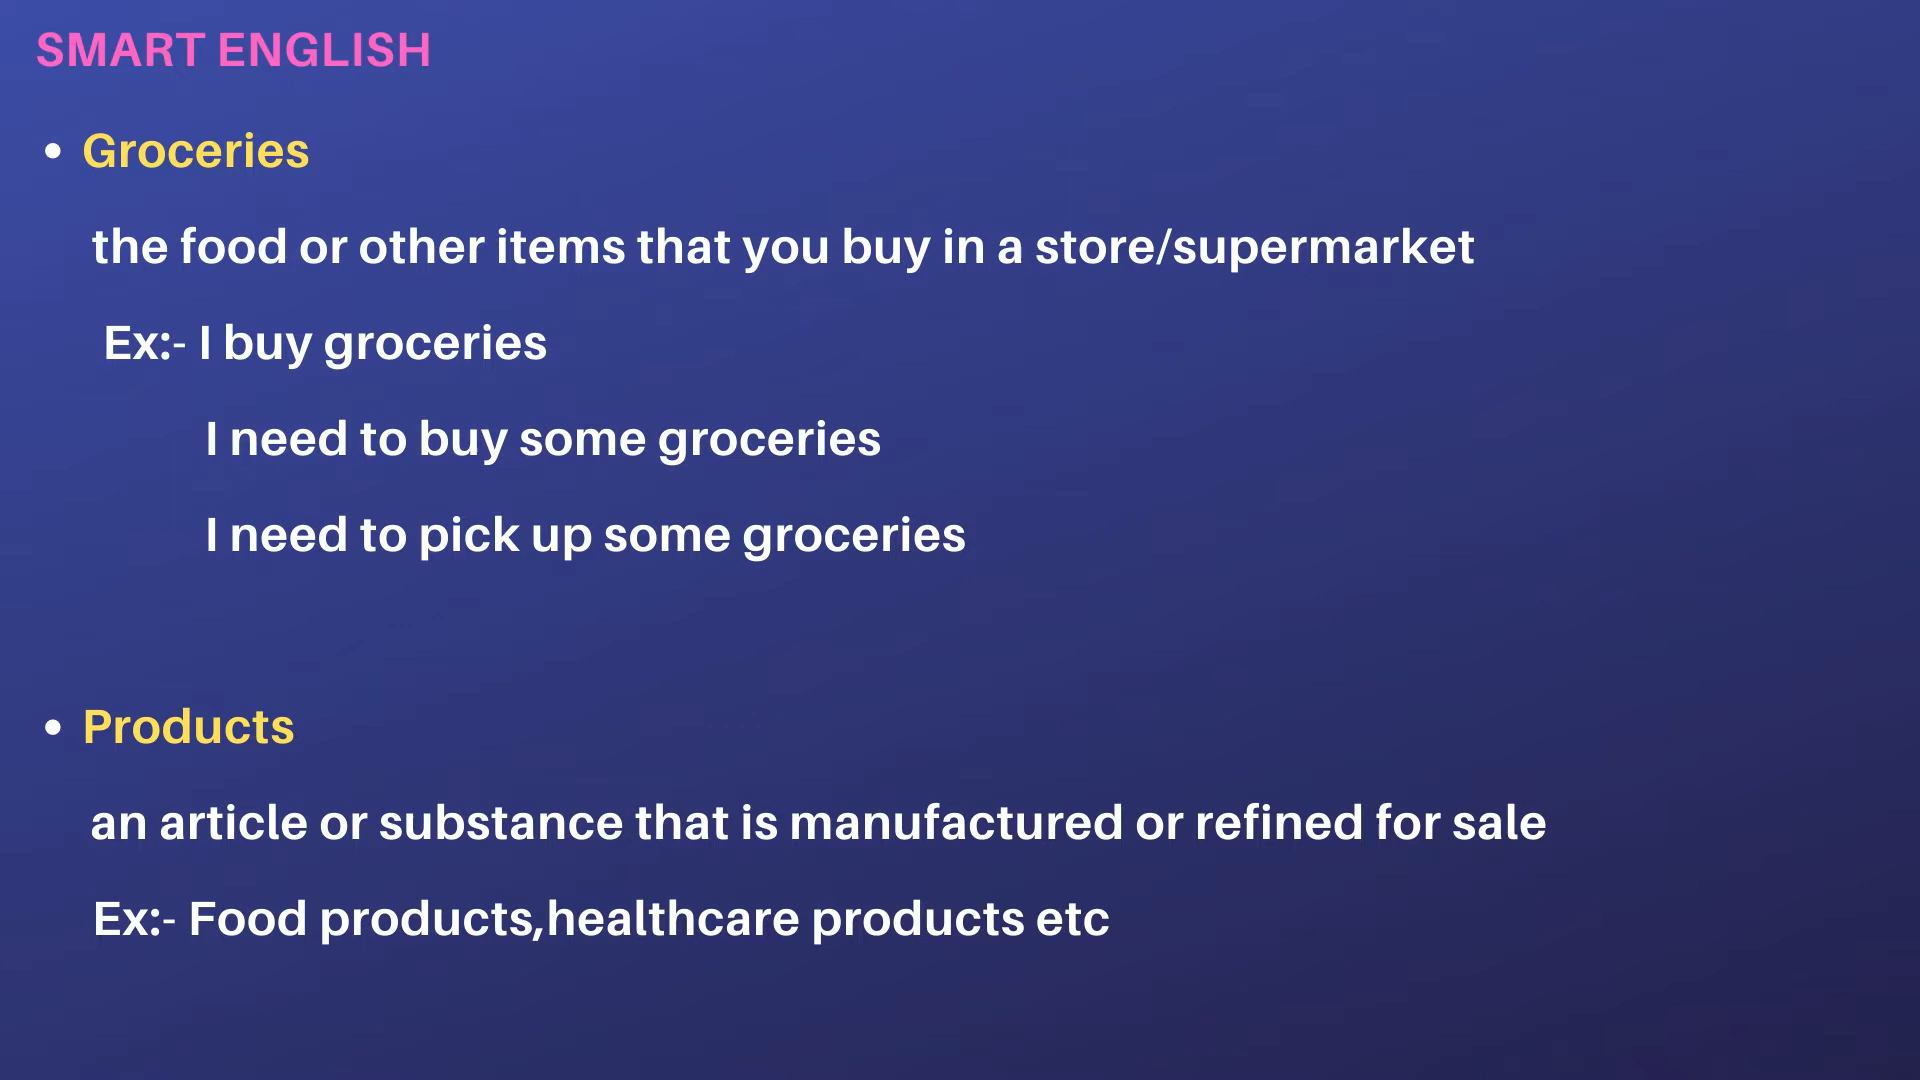 SMART ENGLISH
• Groceries
the food or other items that you buy in a store/supermarket
Ex:- I buy groceries
I need to buy some groceries
I need to pick up some groceries
• Products
an article or substance that is manufactured or refined for sale
Ex:- Food products,healthcare products etc